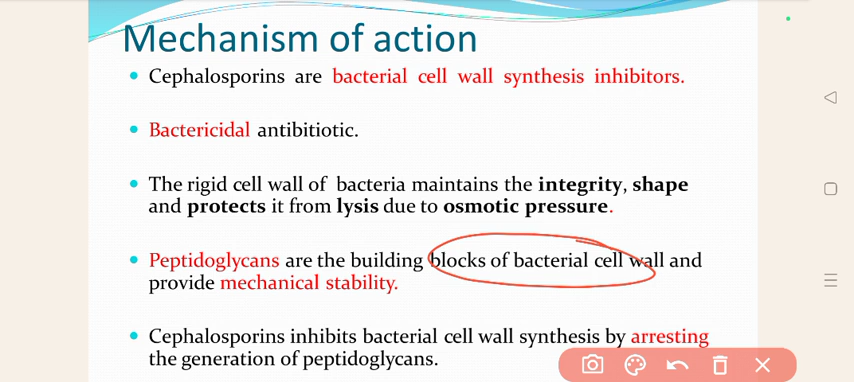 Mechanism of action
Cephalosporins are bacterial cell wall synthesis inhibitors.
Bactericidal antibitiotic.
The rigid cell wall of bacteria maintains the integrity, shape
and protects it from lysis due to osmotic pressure.
Peptidoglycans are the building blocks of bacterial cell wall and
provide mechanical stability.
Cephalosporins inhibits bacterial cell wall synthesis by arresting
the generation of peptidoglycans.